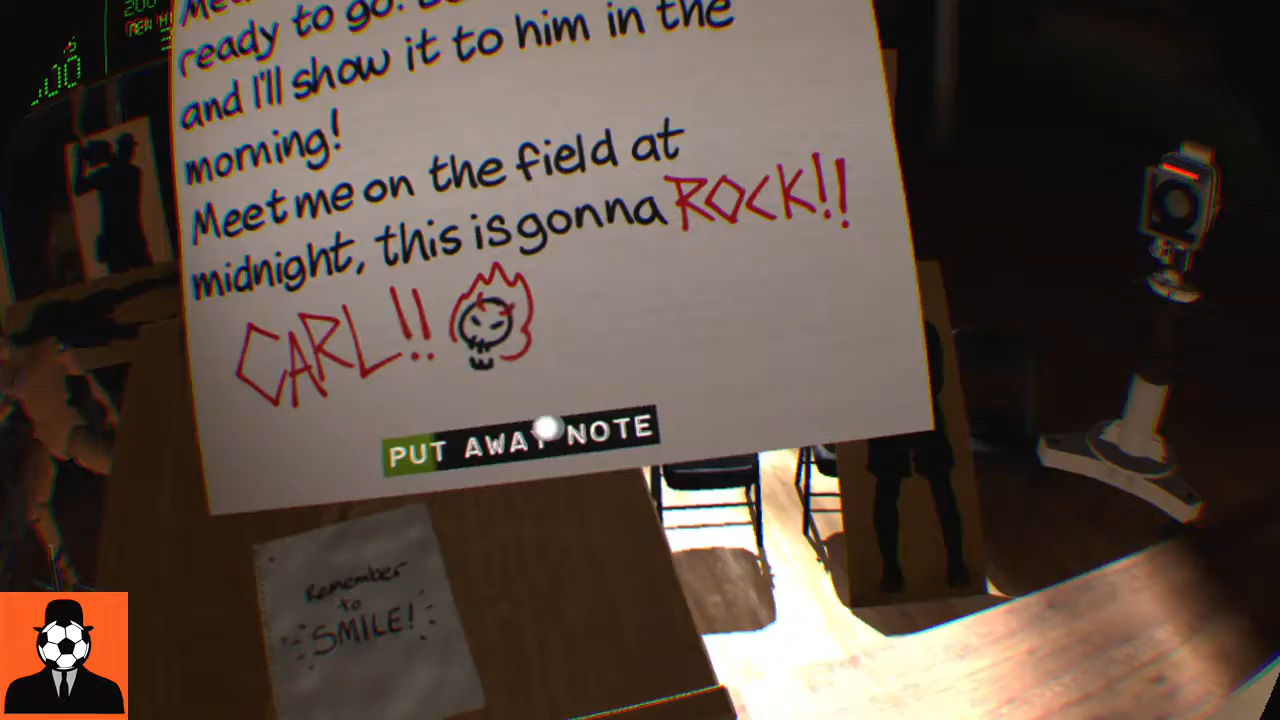 ready to go.
and I'll show it to him in the
morning!
Meet me on the field at
midnight, this is gonna ROCK!!
CARL!!
PUT AWAY NOTE
Remember
to
SMILE!